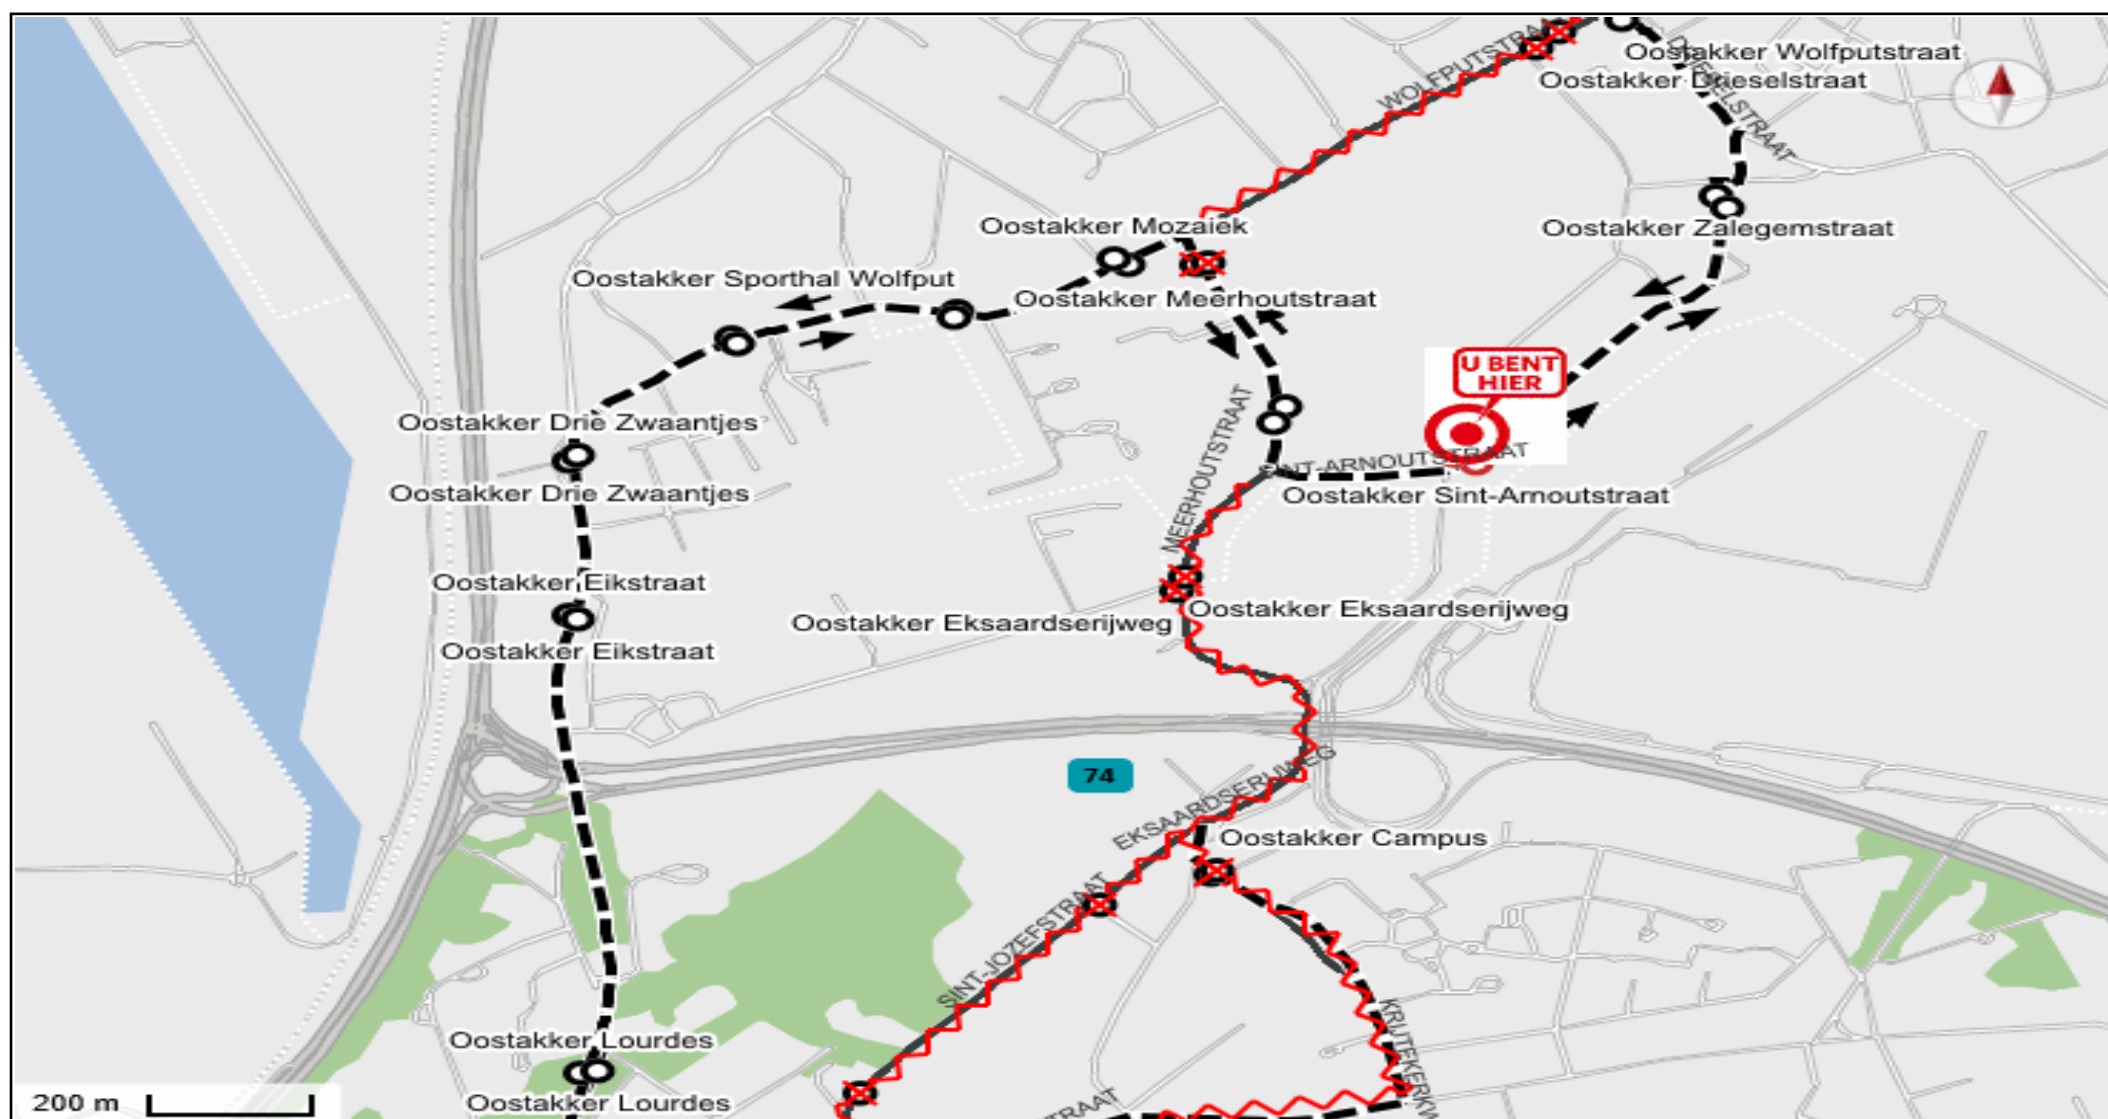 WOLFPUTSTRAAT
Oostakker Wolfputstraat
Oostakker Drieselstraat
DRIESELSTRAAT
Oostakker Mozaiek
Oostakker Zalegemstraat
Oostakker Sporthal Wolfput
Oostakker Meerhoutstraat
U BENT
HIER
Oostakker Drie Zwaantjes
MEERHOUTSTRAAT
SINT-ARNOUTSTRAAT
Oostakker Drie Zwaantjes
Oostakker Sint-Arnoutstraat
Oostakker Eikstraat
Oostakker Eksaardserijweg
Oostakker Eksaardserijweg
Oostakker Eikstraat
74
EKSAARDSERIJWEG
Oostakker Campus
SINT-JOZEFSTRAAT
Oostakker Lourdes
Oostakker Lourdes
200 m